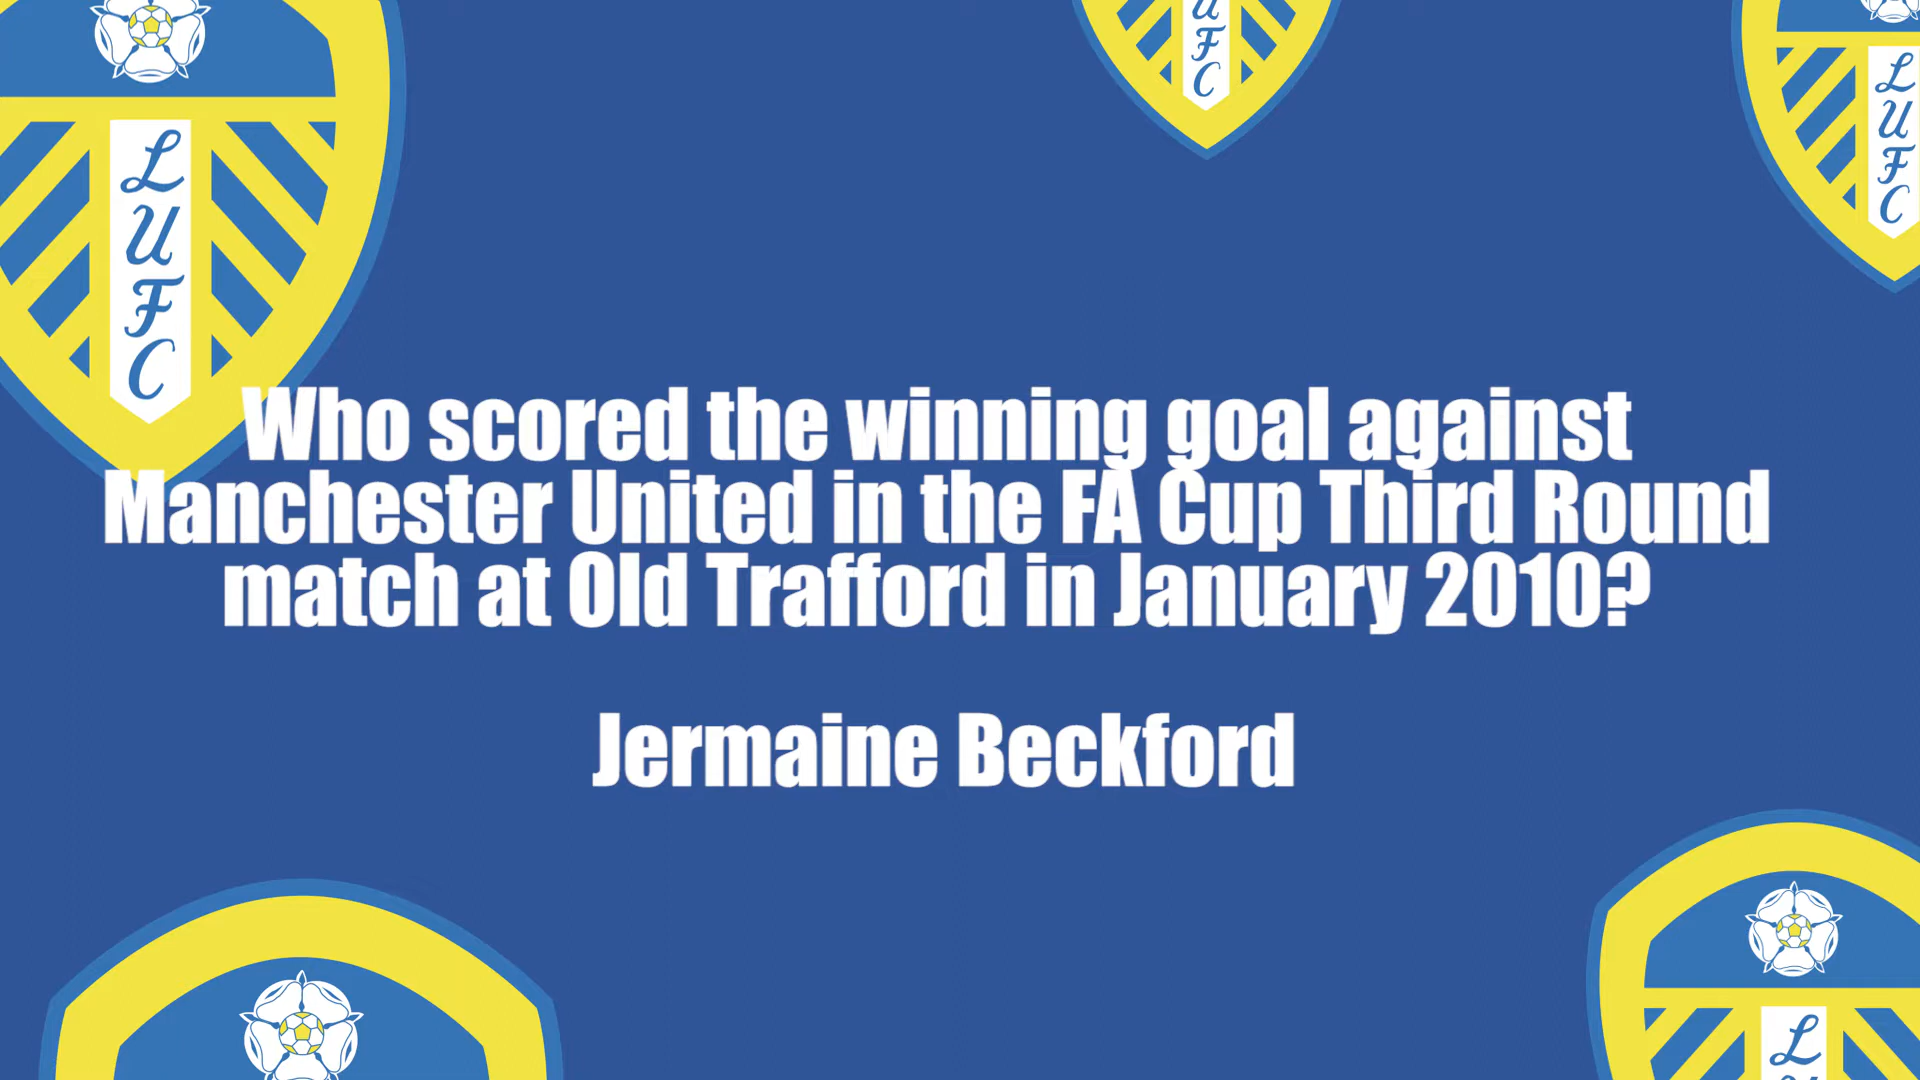 L
U
F
C
U
F
C
L
U
F
C
Who scored the winning goal against
Manchester United in the FA Cup Third Round
match at Old Trafford in January 2010?
Jermaine Beckford
L